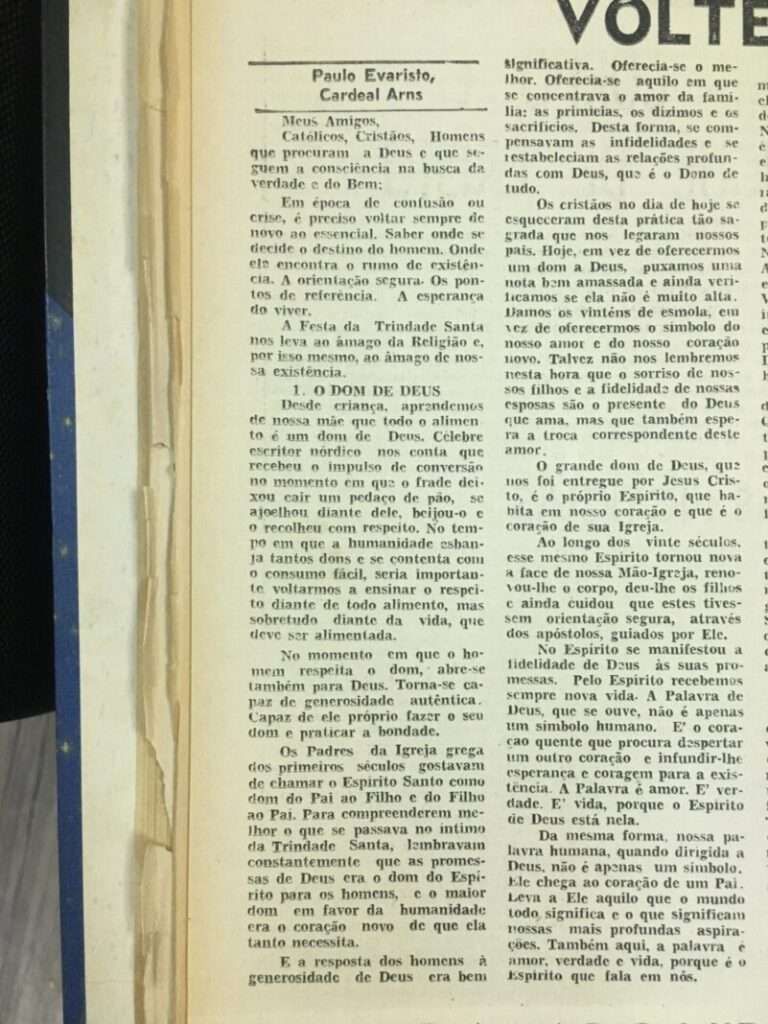 VOLTE
Paulo Evaristo,
Cardeal Arns
Meus Amigos,
Católicos, Cristãos, Homens
que procuram a Deus e que se-
guem a consciência na busca da
verdade e do Bem:
Em época de confusão ou
crise, é preciso voltar sempre de
novo ao essencial. Saber onde se
decide o destino do homem. Onde
ele encontra o rumo de existên-
cia. A orientação segura. Os pon-
tos de referência. A esperança
do viver.
A Festa da Trindade Santa
nos leva ao âmago da Religião e,
por isso mesmo, ao âmago de nos-
sa existência.
1. O DOM DE DEUS
Desde criança, aprendemos
de nossa mãe que todo o alimen-
to é um dom de Deus. Célebre
escritor nórdico nos conta que
recebeu o impulso de conversão
no momento em que o frade dei-
xou cair um pedaço de pão, se
ajoelhou diante dele, beijou-o e
o recolheu com respeito. No tem-
po em que a humanidade esban-
ja tantos dons e se contenta com
o consumo fácil, seria importan-
te voltarmos a ensinar o respei-
to diante de todo alimento, mas
sobretudo diante da vida, que
deve ser alimentada.
No momento em que o ho-
mem respeita o dom, abre-se
também para Deus. Torna-se ca-
paz de generosidade autêntica.
Capaz de ele próprio fazer o seu
dom e praticar a bondade.
Os Padres da Igreja grega
dos primeiros séculos gostavam
de chamar o Espírito Santo como
dom do Pai ao Filho e do Filho
ao Pai. Para compreenderem me-
lhor o que se passava no íntimo
da Trindade Santa, lembravam
constantemente que as promes-
sas de Deus era o dom do Espí-
rito para os homens, e o maior
dom em favor da humanidade
era o coração novo de que ela
tanto necessita.
E a resposta dos homens à
generosidade de Deus era bem
significativa. Oferecia-se o me-
lhor. Oferecia-se aquilo em que
se concentrava o amor da famí-
lia: as primícias, os dízimos e os
sacrifícios. Desta forma, se com-
pensavam as infidelidades e se
restabeleciam as relações profun-
das com Deus, que é o Dono de
tudo.
Os cristãos no dia de hoje se
esqueceram desta prática tão sa-
grada que nos legaram nossos
pais. Hoje, em vez de oferecermos
um dom a Deus, puxamos uma
nota bem amassada e ainda veri-
ficamos se ela não é muito alta.
Damos os vinténs de esmola, em
vez de oferecermos o símbolo do
nosso amor e do nosso coração
novo. Talvez não nos lembremos
nesta hora que o sorriso de nos-
sos filhos e a fidelidade de nossas
esposas são o presente do Deus
que ama, mas que também espe-
ra a troca correspondente deste
amor.
O grande dom de Deus, que
nos foi entregue por Jesus Cris-
to, é o próprio Espírito, que ha-
bita em nosso coração e que é o
coração de sua Igreja.
Ao longo dos vinte séculos,
esse mesmo Espírito tornou nova
a face de nossa Mão-Igreja, reno-
vou-lhe o corpo, deu-lhe os filhos
e ainda cuidou que estes tives-
sem orientação segura, através
dos apóstolos, guiados por Ele.
No Espírito se manifestou a
fidelidade de Deus às suas pro-
messas. Pelo Espírito recebemos
sempre nova vida. A Palavra de
Deus, que se ouve, não é apenas
um símbolo humano. E' o cora-
ção quente que procura despertar
um outro coração e infundir-lhe
esperança e coragem para a exis-
tência. A Palavra é amor. E' ver-
dade. E' vida, porque o Espírito
de Deus está nela.
Da mesma forma, nossa pa-
lavra humana, quando dirigida a
Deus, não é apenas um símbolo.
Ele chega ao coração de um Pai.
Leva a Ele aquilo que o mundo
todo significa e o que significam
nossas mais profundas aspira-
ções. Também aqui, a palavra é
amor, verdade e vida, porque é o
Espírito que fala em nós.